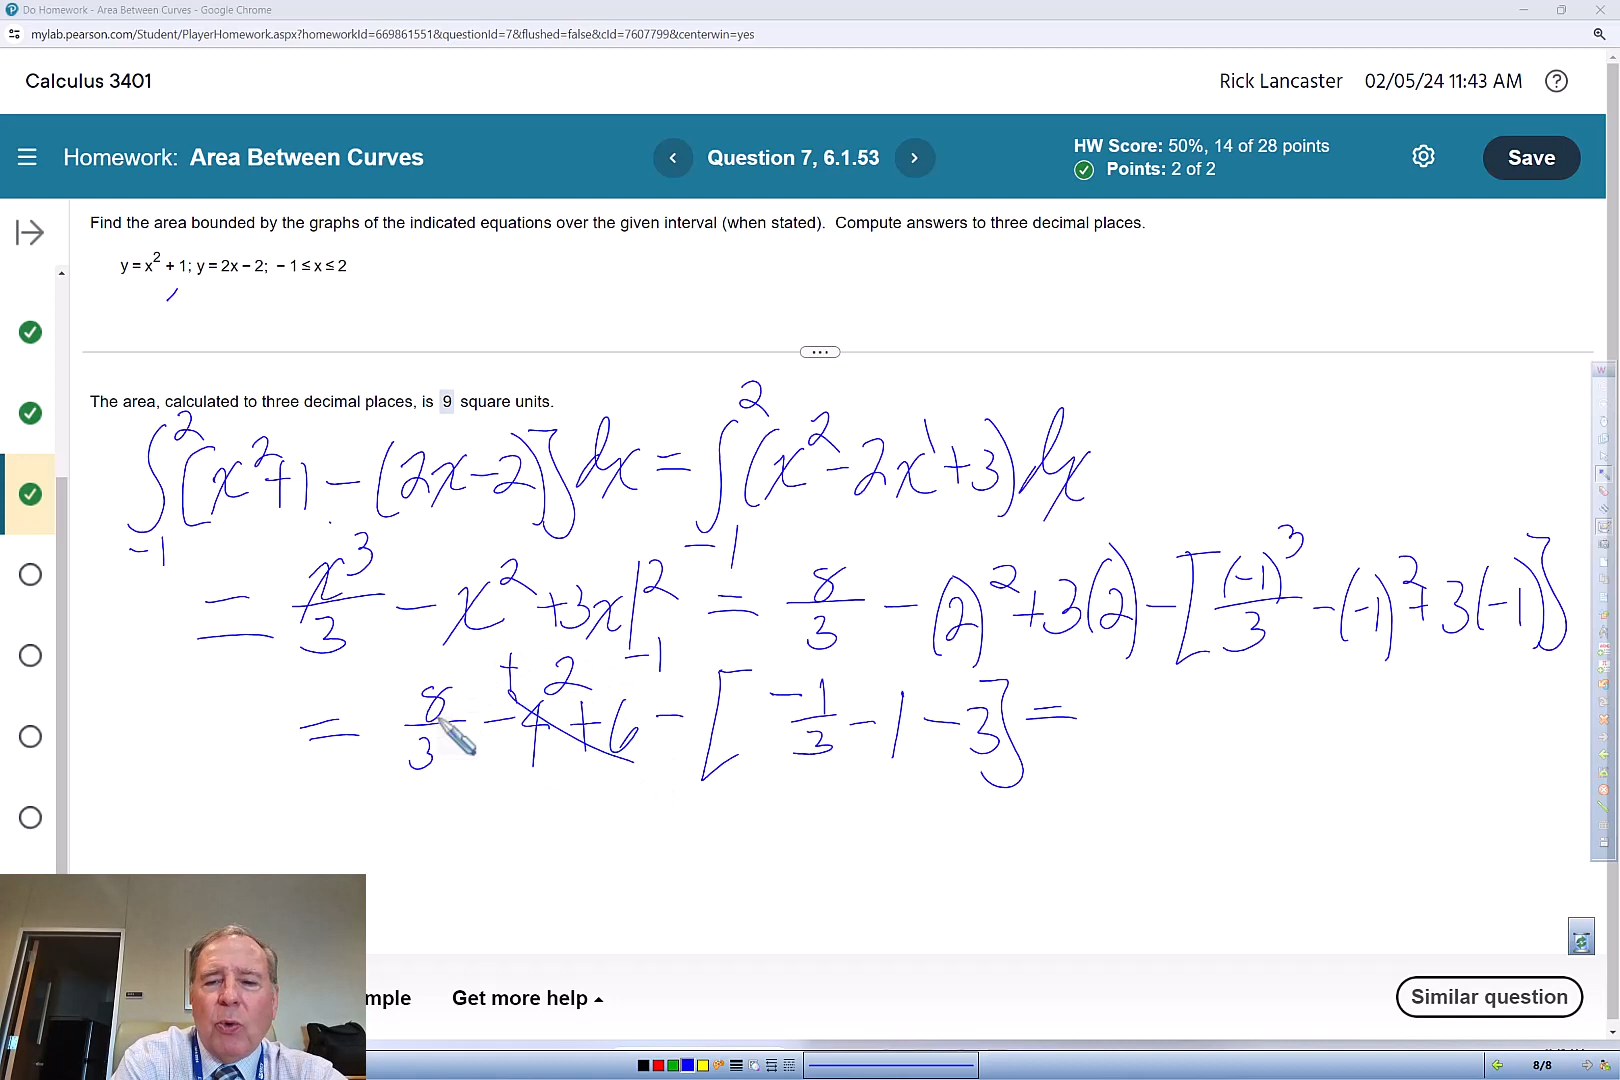 Do Homework - Area Between Curves - Google Chrome
mylab.pearson.com/Student/PlayerHomework.aspx?homeworkId=669861551&questionId=7&flushed=false&cId=7607799&centerwin=yes
Calculus 3401
Rick Lancaster 02/05/24 11:43 AM
Homework: Area Between Curves
Question 7, 6.1.53
HW Score: 50%, 14 of 28 points
Points: 2 of 2
Save
Find the area bounded by the graphs of the indicated equations over the given interval (when stated). Compute answers to three decimal places.
y = x² + 1; y = 2x − 2; − 1 ≤ x ≤ 2
The area, calculated to three decimal places, is 9 square units.
∫₋₁² [x²+1 − (2x−2)] dx = ∫₋₁² (x² − 2x¹ + 3) dx
= x³/3 − x² + 3x |₋₁² = 8/3 − (2)² + 3(2) − [(-1)³/3 − (-1)² + 3(-1)]
= 8/3 − 4 + 6 − [−1/3 − 1 − 3] =
+ 2
mple
Get more help
Similar question
8/8